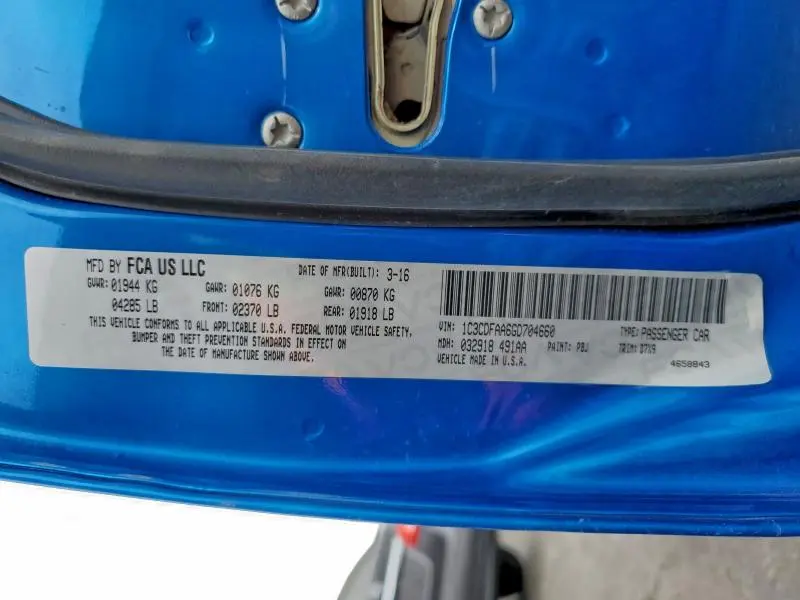 MFD BY FCA US LLC DATE OF MFR(BUILT): 3-16
GVWR: 01944 KG GAWR: 01076 KG GAWR: 00870 KG
04285 LB FRONT: 02370 LB REAR: 01918 LB
THIS VEHICLE CONFORMS TO ALL APPLICABLE U.S.A. FEDERAL MOTOR VEHICLE SAFETY,
BUMPER AND THEFT PREVENTION STANDARDS IN EFFECT ON
THE DATE OF MANUFACTURE SHOWN ABOVE.
VIN: 1C3CDFAA6GD704660 TYPE: PASSENGER CAR
MDH: 032918 491AA PAINT: PBJ TRIM: D7X9
VEHICLE MADE IN U.S.A. 4658843